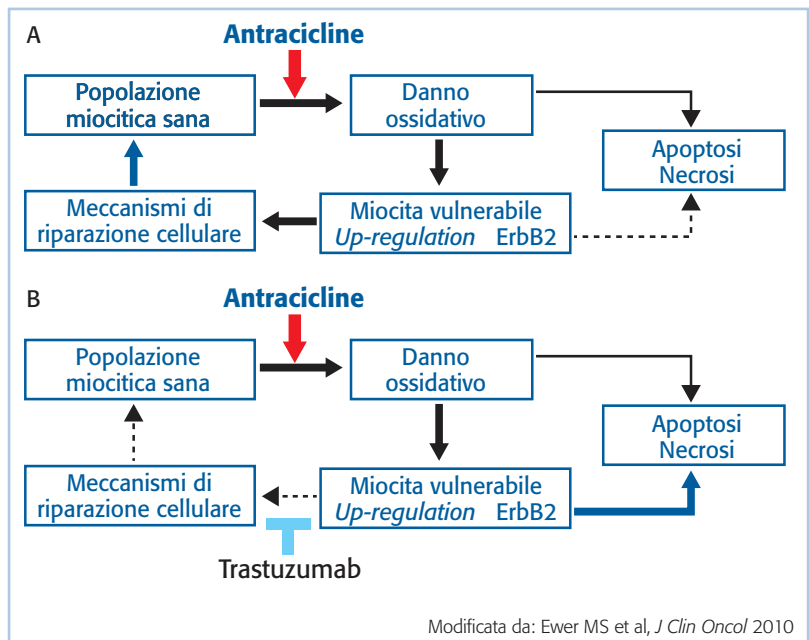 A
Antracicline
Popolazione
miocitica sana
Danno
ossidativo
Apoptosi
Necrosi
Meccanismi di
riparazione cellulare
Miocita vulnerabile
Up-regulation ErbB2
B
Antracicline
Popolazione
miocitica sana
Danno
ossidativo
Apoptosi
Necrosi
Meccanismi di
riparazione cellulare
Miocita vulnerabile
Up-regulation ErbB2
Trastuzumab
Modificata da: Ewer MS et al, J Clin Oncol 2010